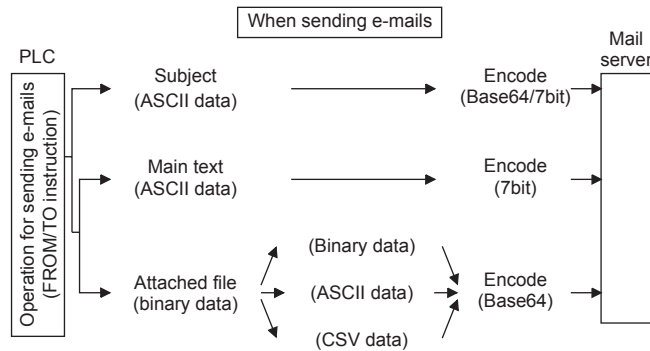 When sending e-mails
PLC
Mail
server
Operation for sending e-mails
(FROM/TO instruction)
Subject
(ASCII data)
Encode
(Base64/7bit)
Main text
(ASCII data)
Encode
(7bit)
Attached file
(binary data)
(Binary data)
(ASCII data)
(CSV data)
Encode
(Base64)